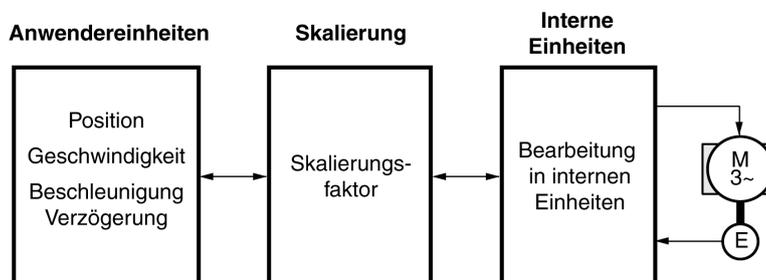 Anwendereinheiten
Skalierung
Interne
Einheiten
Position
Geschwindigkeit
Beschleunigung
Verzögerung
Skalierungs-
faktor
Bearbeitung
in internen
Einheiten
M
3~
E